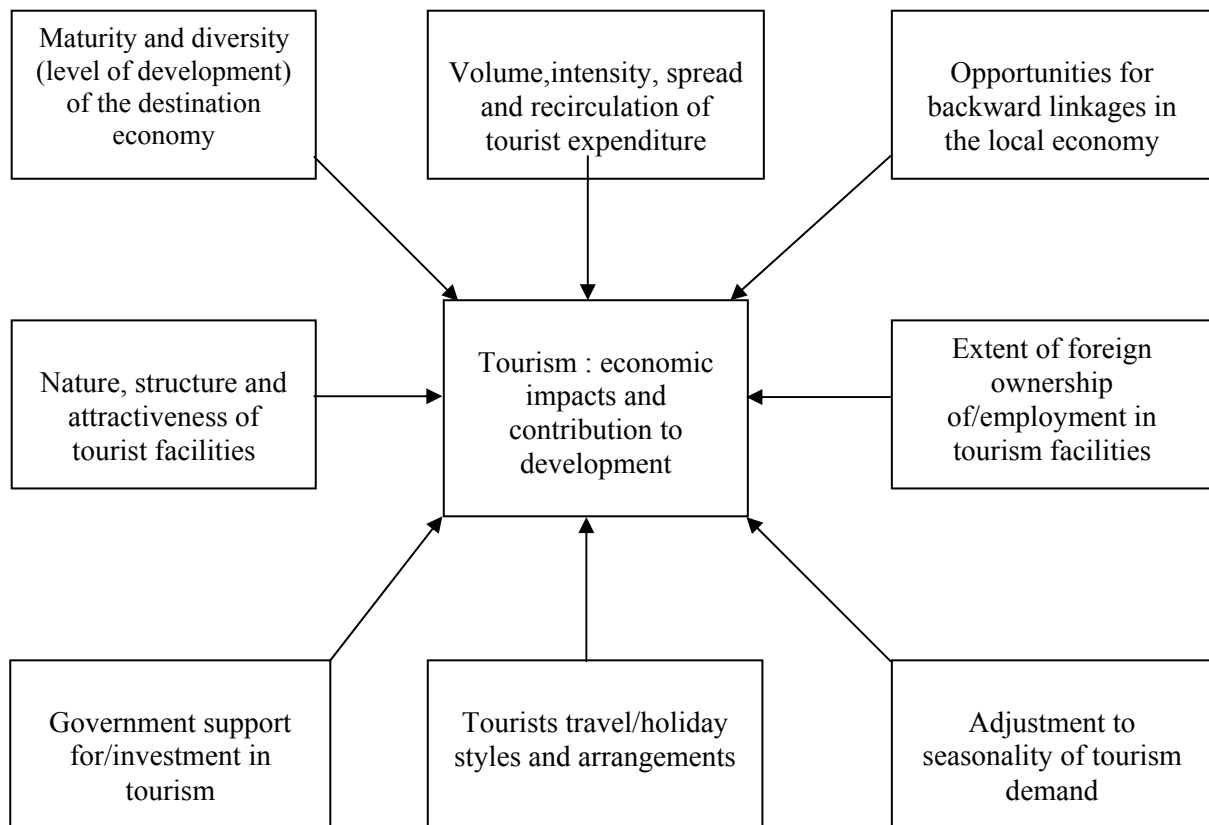 Maturity and diversity
(level of development)
of the destination
economy
Volume,intensity, spread
and recirculation of
tourist expenditure
Opportunities for
backward linkages in
the local economy
Nature, structure and
attractiveness of
tourist facilities
Tourism : economic
impacts and
contribution to
development
Extent of foreign
ownership
of/employment in
tourism facilities
Government support
for/investment in
tourism
Tourists travel/holiday
styles and arrangements
Adjustment to
seasonality of tourism
demand